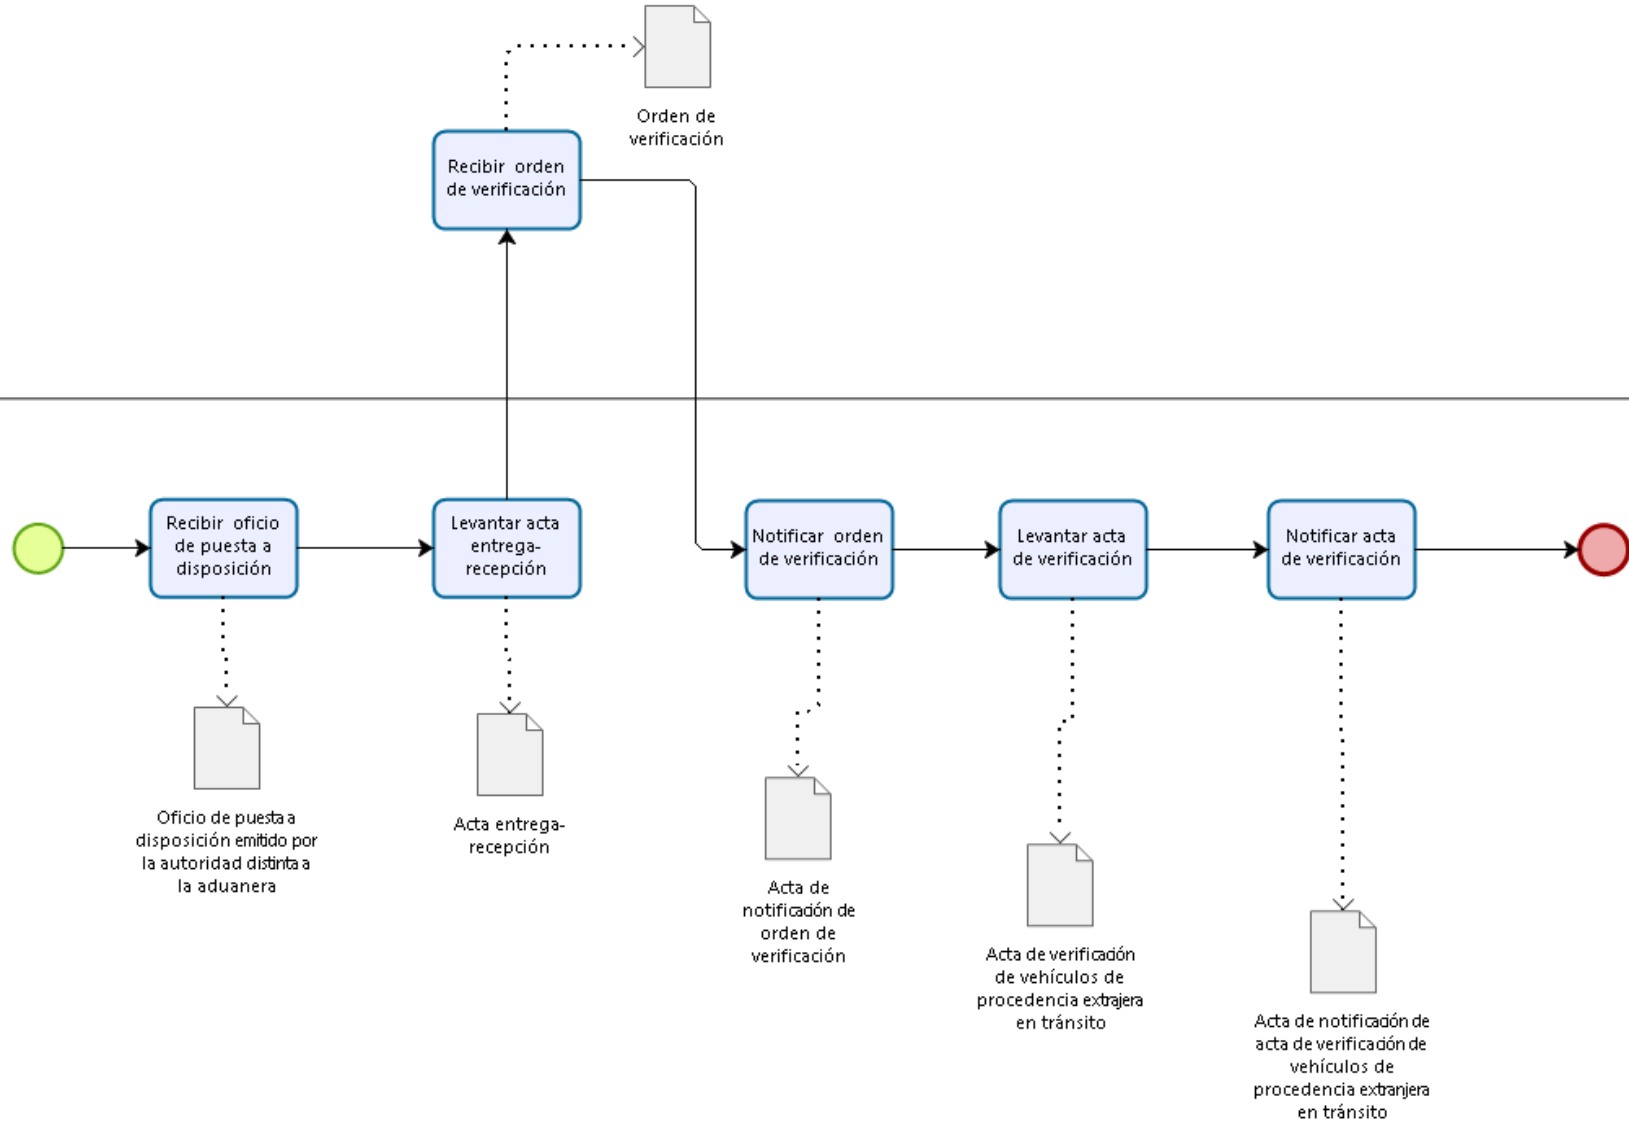 Orden de
verificación
Recibir orden
de verificación
Recibir oficio
de puesta a
disposición
Levantar acta
entrega-
recepción
Notificar orden
de verificación
Levantar acta
de verificación
Notificar acta
de verificación
Oficio de puesta a
disposición emitido por
la autoridad distinta a
la aduanera
Acta entrega-
recepción
Acta de
notificación de
orden de
verificación
Acta de verificación
de vehículos de
procedencia extrajera
en tránsito
Acta de notificación de
acta de verificación de
vehículos de
procedencia extranjera
en tránsito